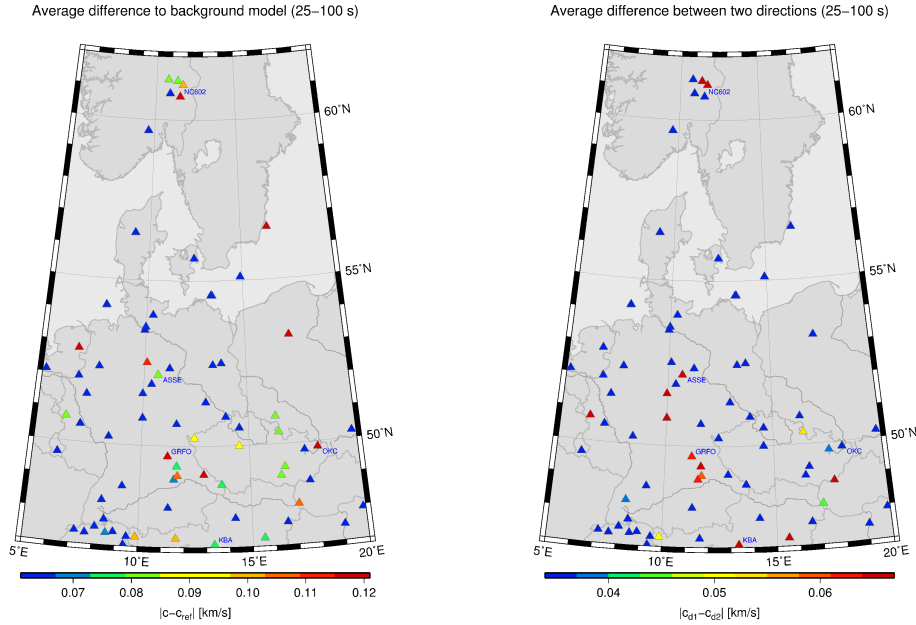 Average difference to background model (25−100 s)
NC602
60˚N
55˚N
ASSE
50˚N
GRFO
OKC
KBA
5˚E
10˚E
15˚E
20˚E
0.07 0.08 0.09 0.10 0.11 0.12
|c−cref| [km/s]
Average difference between two directions (25−100 s)
NC602
60˚N
55˚N
ASSE
50˚N
GRFO
OKC
KBA
5˚E
10˚E
15˚E
20˚E
0.04 0.05 0.06
|cd1−cd2| [km/s]